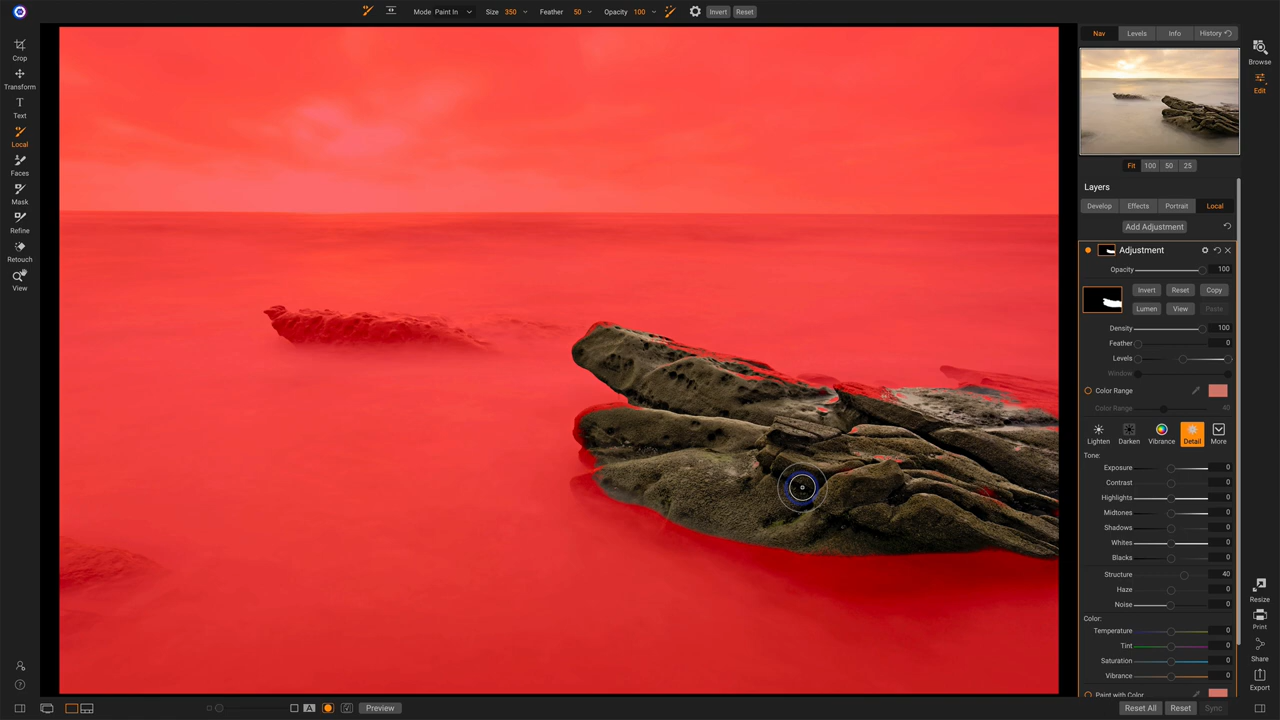 Mode Paint In Size 350 Feather 50 Opacity 100 Invert Reset
Crop
Transform
Text
Local
Faces
Mask
Refine
Retouch
View
Nav Levels Info History
Browse
Edit
Fit 100 50 25
Layers
Develop Effects Portrait Local
Add Adjustment
Adjustment
Opacity 100
Invert Reset Copy
Lumen View Paste
Density 100
Feather 0
Levels
Window
Color Range
Color Range 40
Lighten Darken Vibrance Detail More
Tone:
Exposure 0
Contrast 0
Highlights 0
Midtones 0
Shadows 0
Whites 0
Blacks 0
Structure 40
Haze 0
Noise 0
Color:
Temperature 0
Tint 0
Saturation 0
Vibrance 0
Paint with Color
Resize
Print
Share
Export
A Preview
Reset All Reset Sync